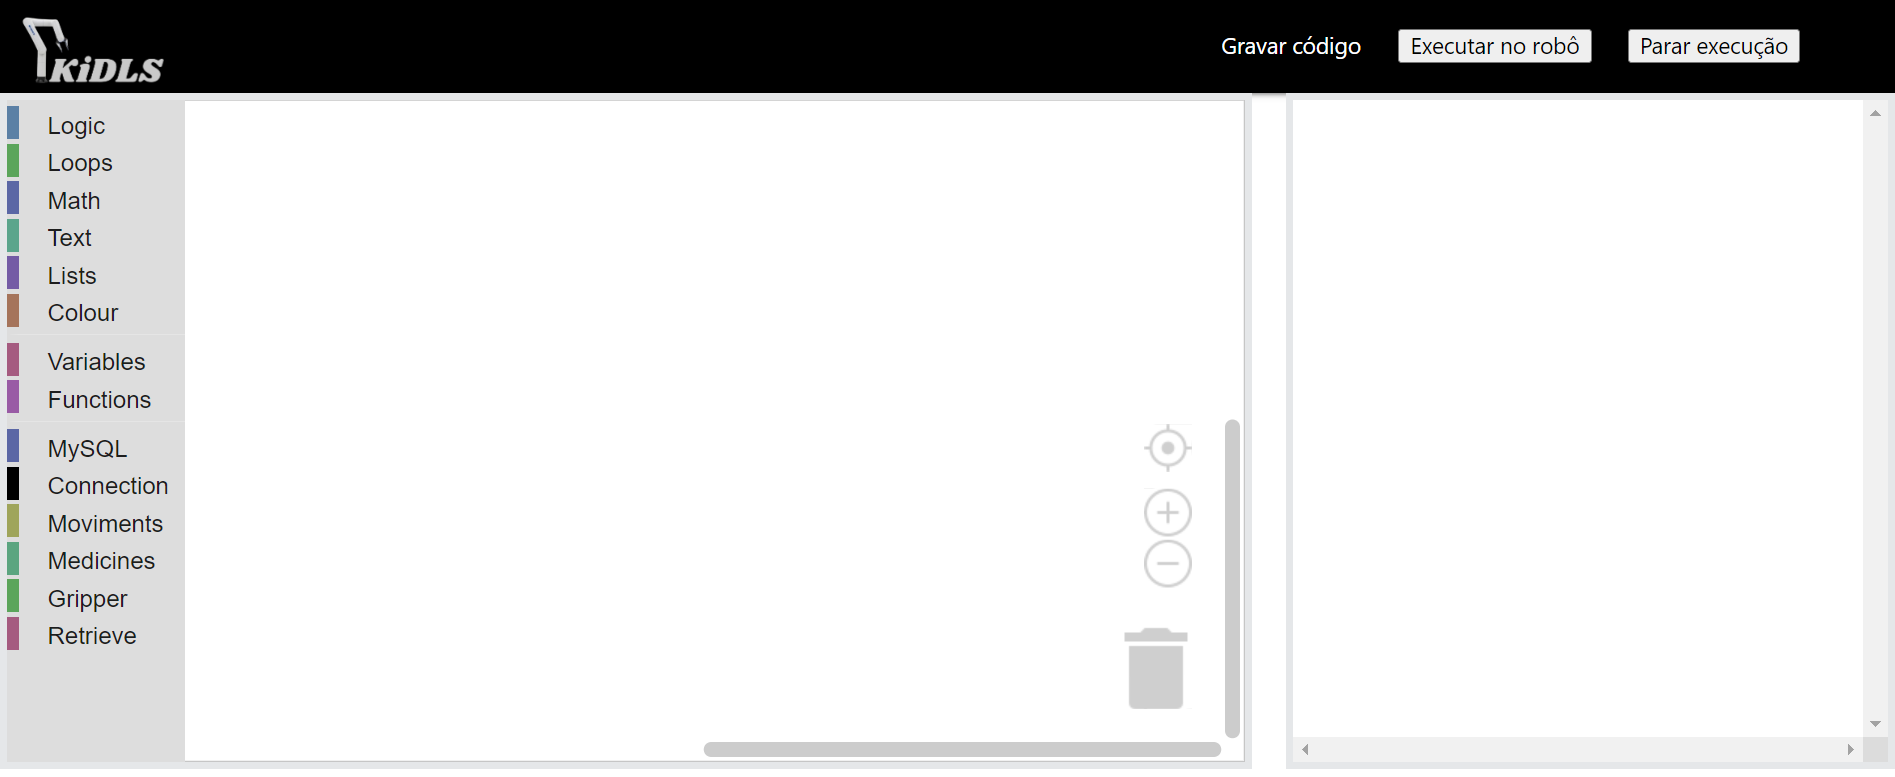 KiDLS
Gravar código
Executar no robô
Parar execução
Logic
Loops
Math
Text
Lists
Colour
Variables
Functions
MySQL
Connection
Moviments
Medicines
Gripper
Retrieve